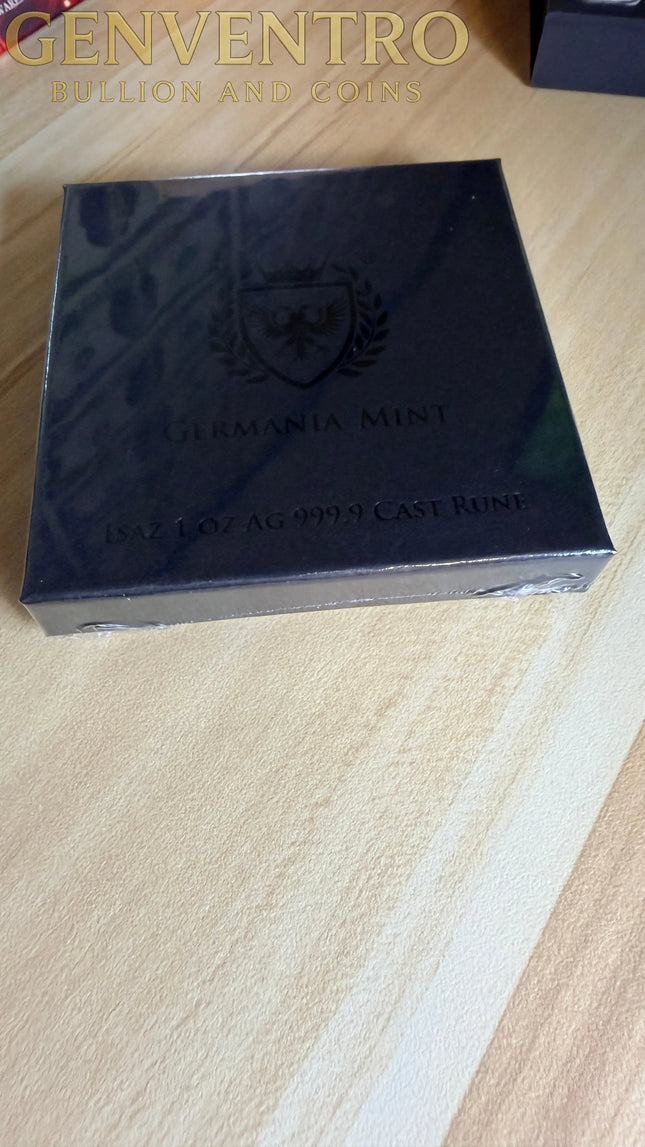 GENVENTRO
BULLION AND COINS
®
GERMANIA MINT
ISAZ 1 OZ AG 999.9 CAST RUNE